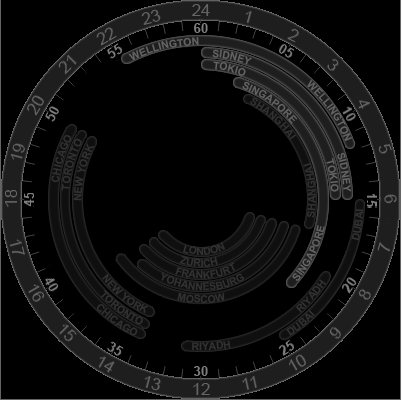 24
1
2
3
4
5
6
7
8
9
10
11
12
13
14
15
16
17
18
19
20
21
22
23
60
05
10
15
20
25
30
35
40
45
50
55
WELLINGTON
WELLINGTON
SIDNEY
SIDNEY
TOKIO
TOKIO
SINGAPORE
SINGAPORE
SHANGHAI
SHANGHAI
DUBAI
DUBAI
RIYADH
RIYADH
LONDON
ZURICH
FRANKFURT
YOHANNESBURG
MOSCOW
NEW YORK
NEW YORK
TORONTO
TORONTO
CHICAGO
CHICAGO